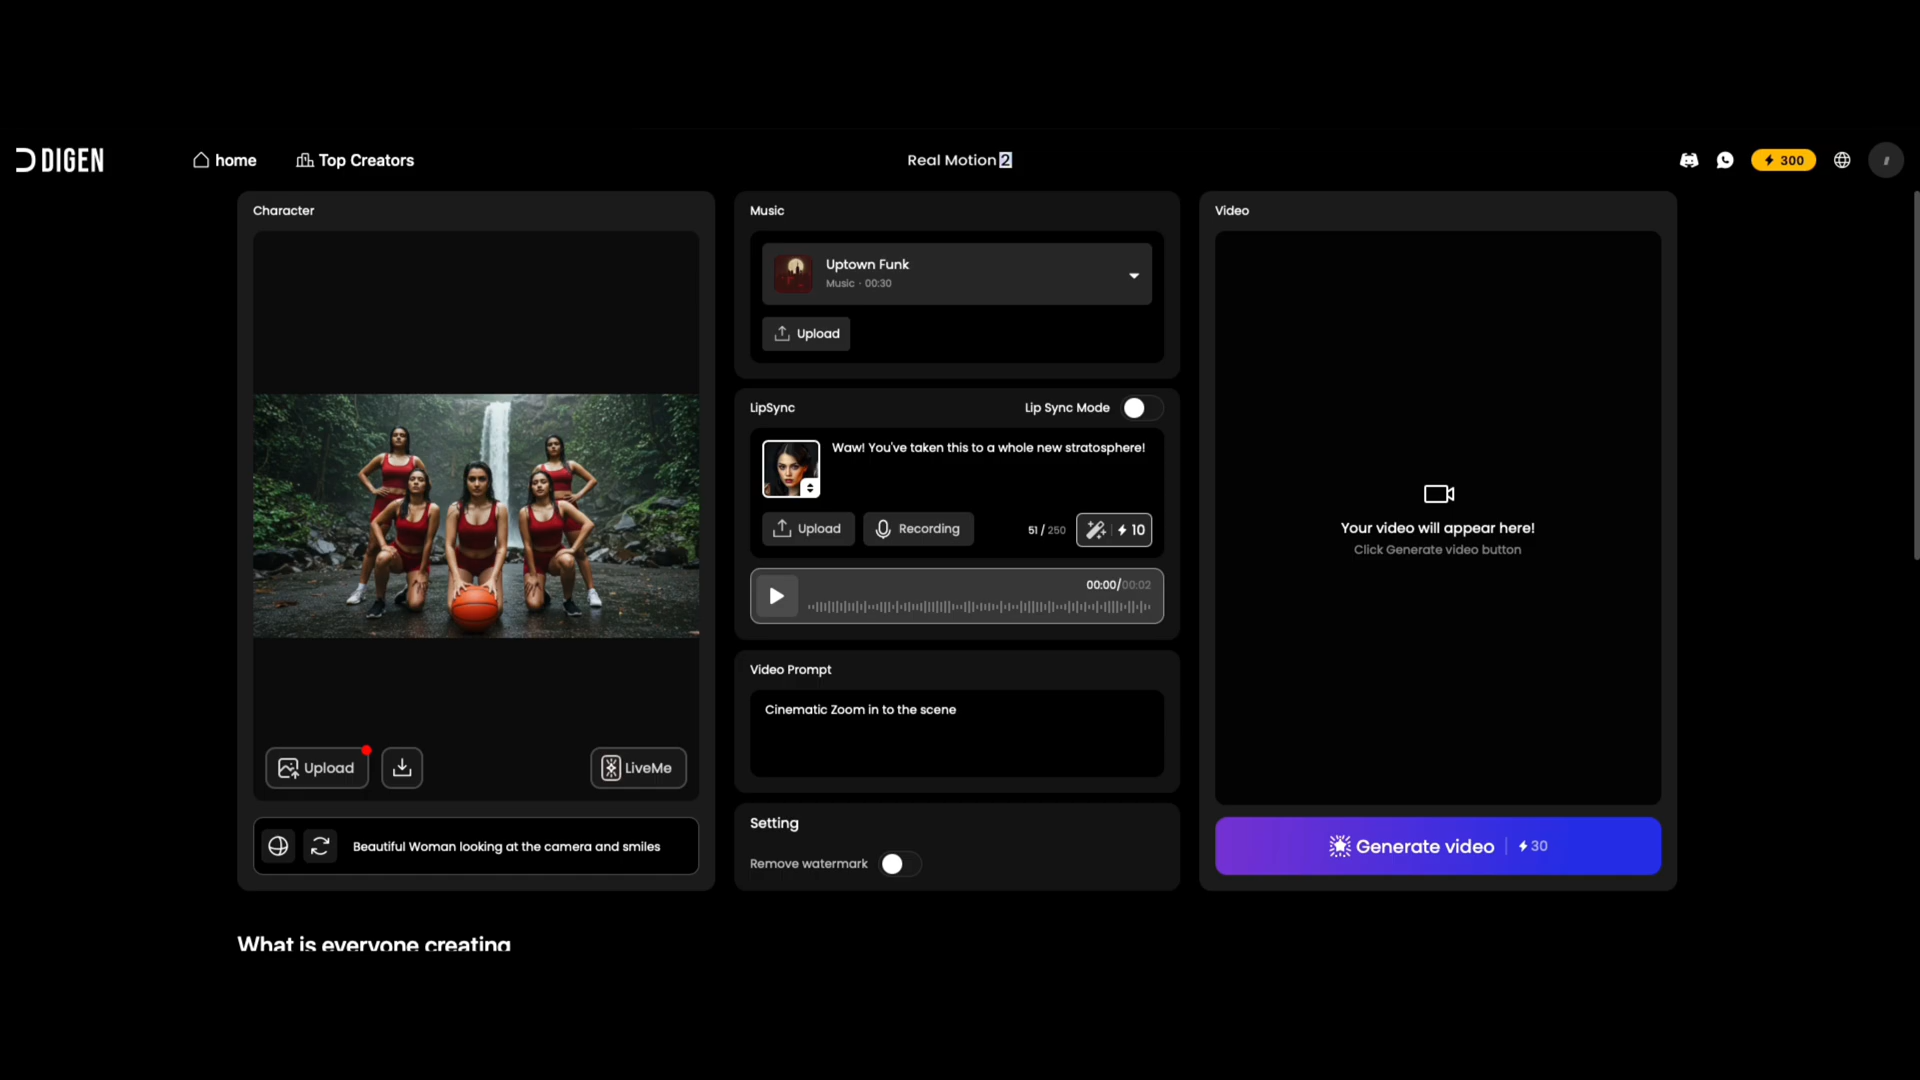 DIGEN
home
Top Creators
Real Motion 2
300
Character
Upload
LiveMe
Beautiful Woman looking at the camera and smiles
Music
Uptown Funk
Music · 00:30
Upload
LipSync
Lip Sync Mode
Waw! You've taken this to a whole new stratosphere!
Upload
Recording
51 / 250
10
00:00/00:02
Video Prompt
Cinematic Zoom in to the scene
Setting
Remove watermark
Video
Your video will appear here!
Click Generate video button
Generate video
30
What is everyone creating